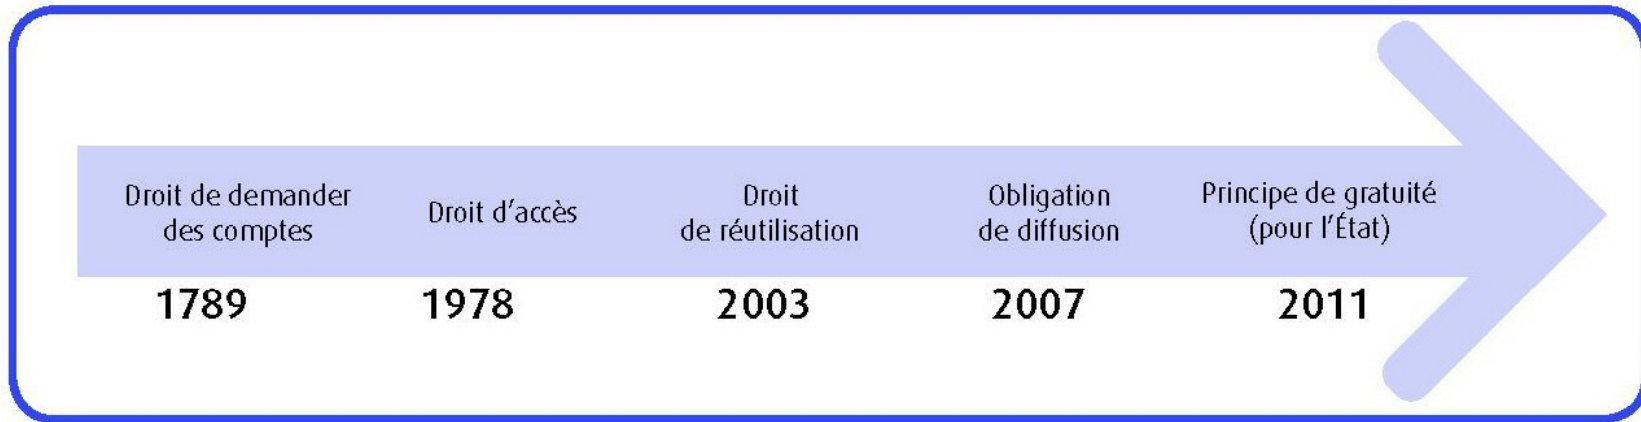 Droit de demander
des comptes
1789
Droit d'accès
1978
Droit
de réutilisation
2003
Obligation
de diffusion
2007
Principe de gratuité
(pour l'État)
2011